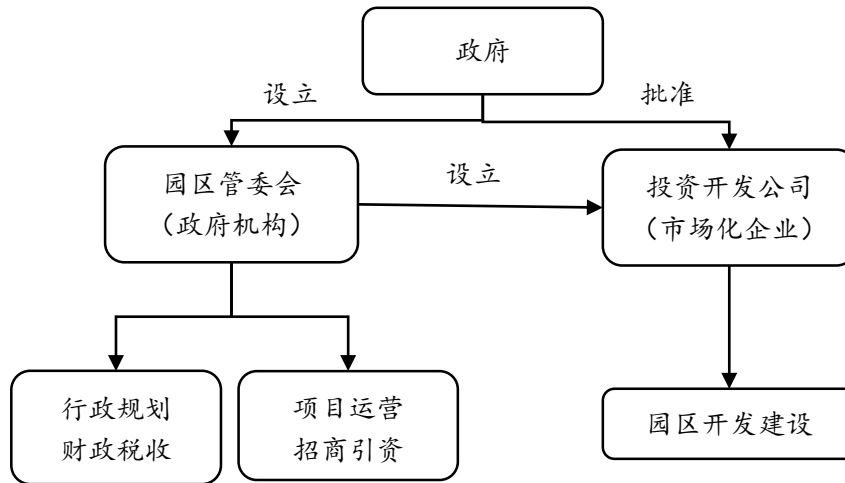 政府
设立
批准
园区管委会
（政府机构）
设立
投资开发公司
（市场化企业）
行政规划
财政税收
项目运营
招商引资
园区开发建设